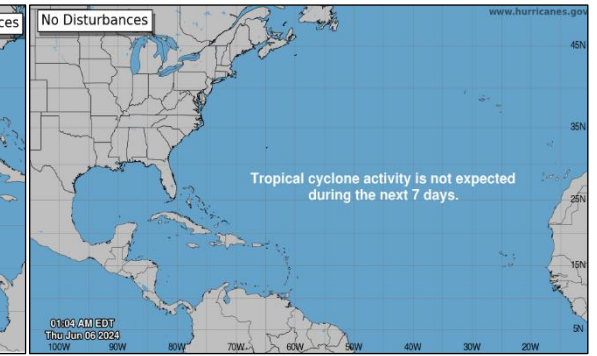 ces
No Disturbances
www.hurricanes.gov
45N
35N
Tropical cyclone activity is not expected
during the next 7 days.
25N
15N
01:04 AM EDT
Thu Jun 06 2024
5N
100W 90W 80W 70W 60W 50W 40W 30W 20W